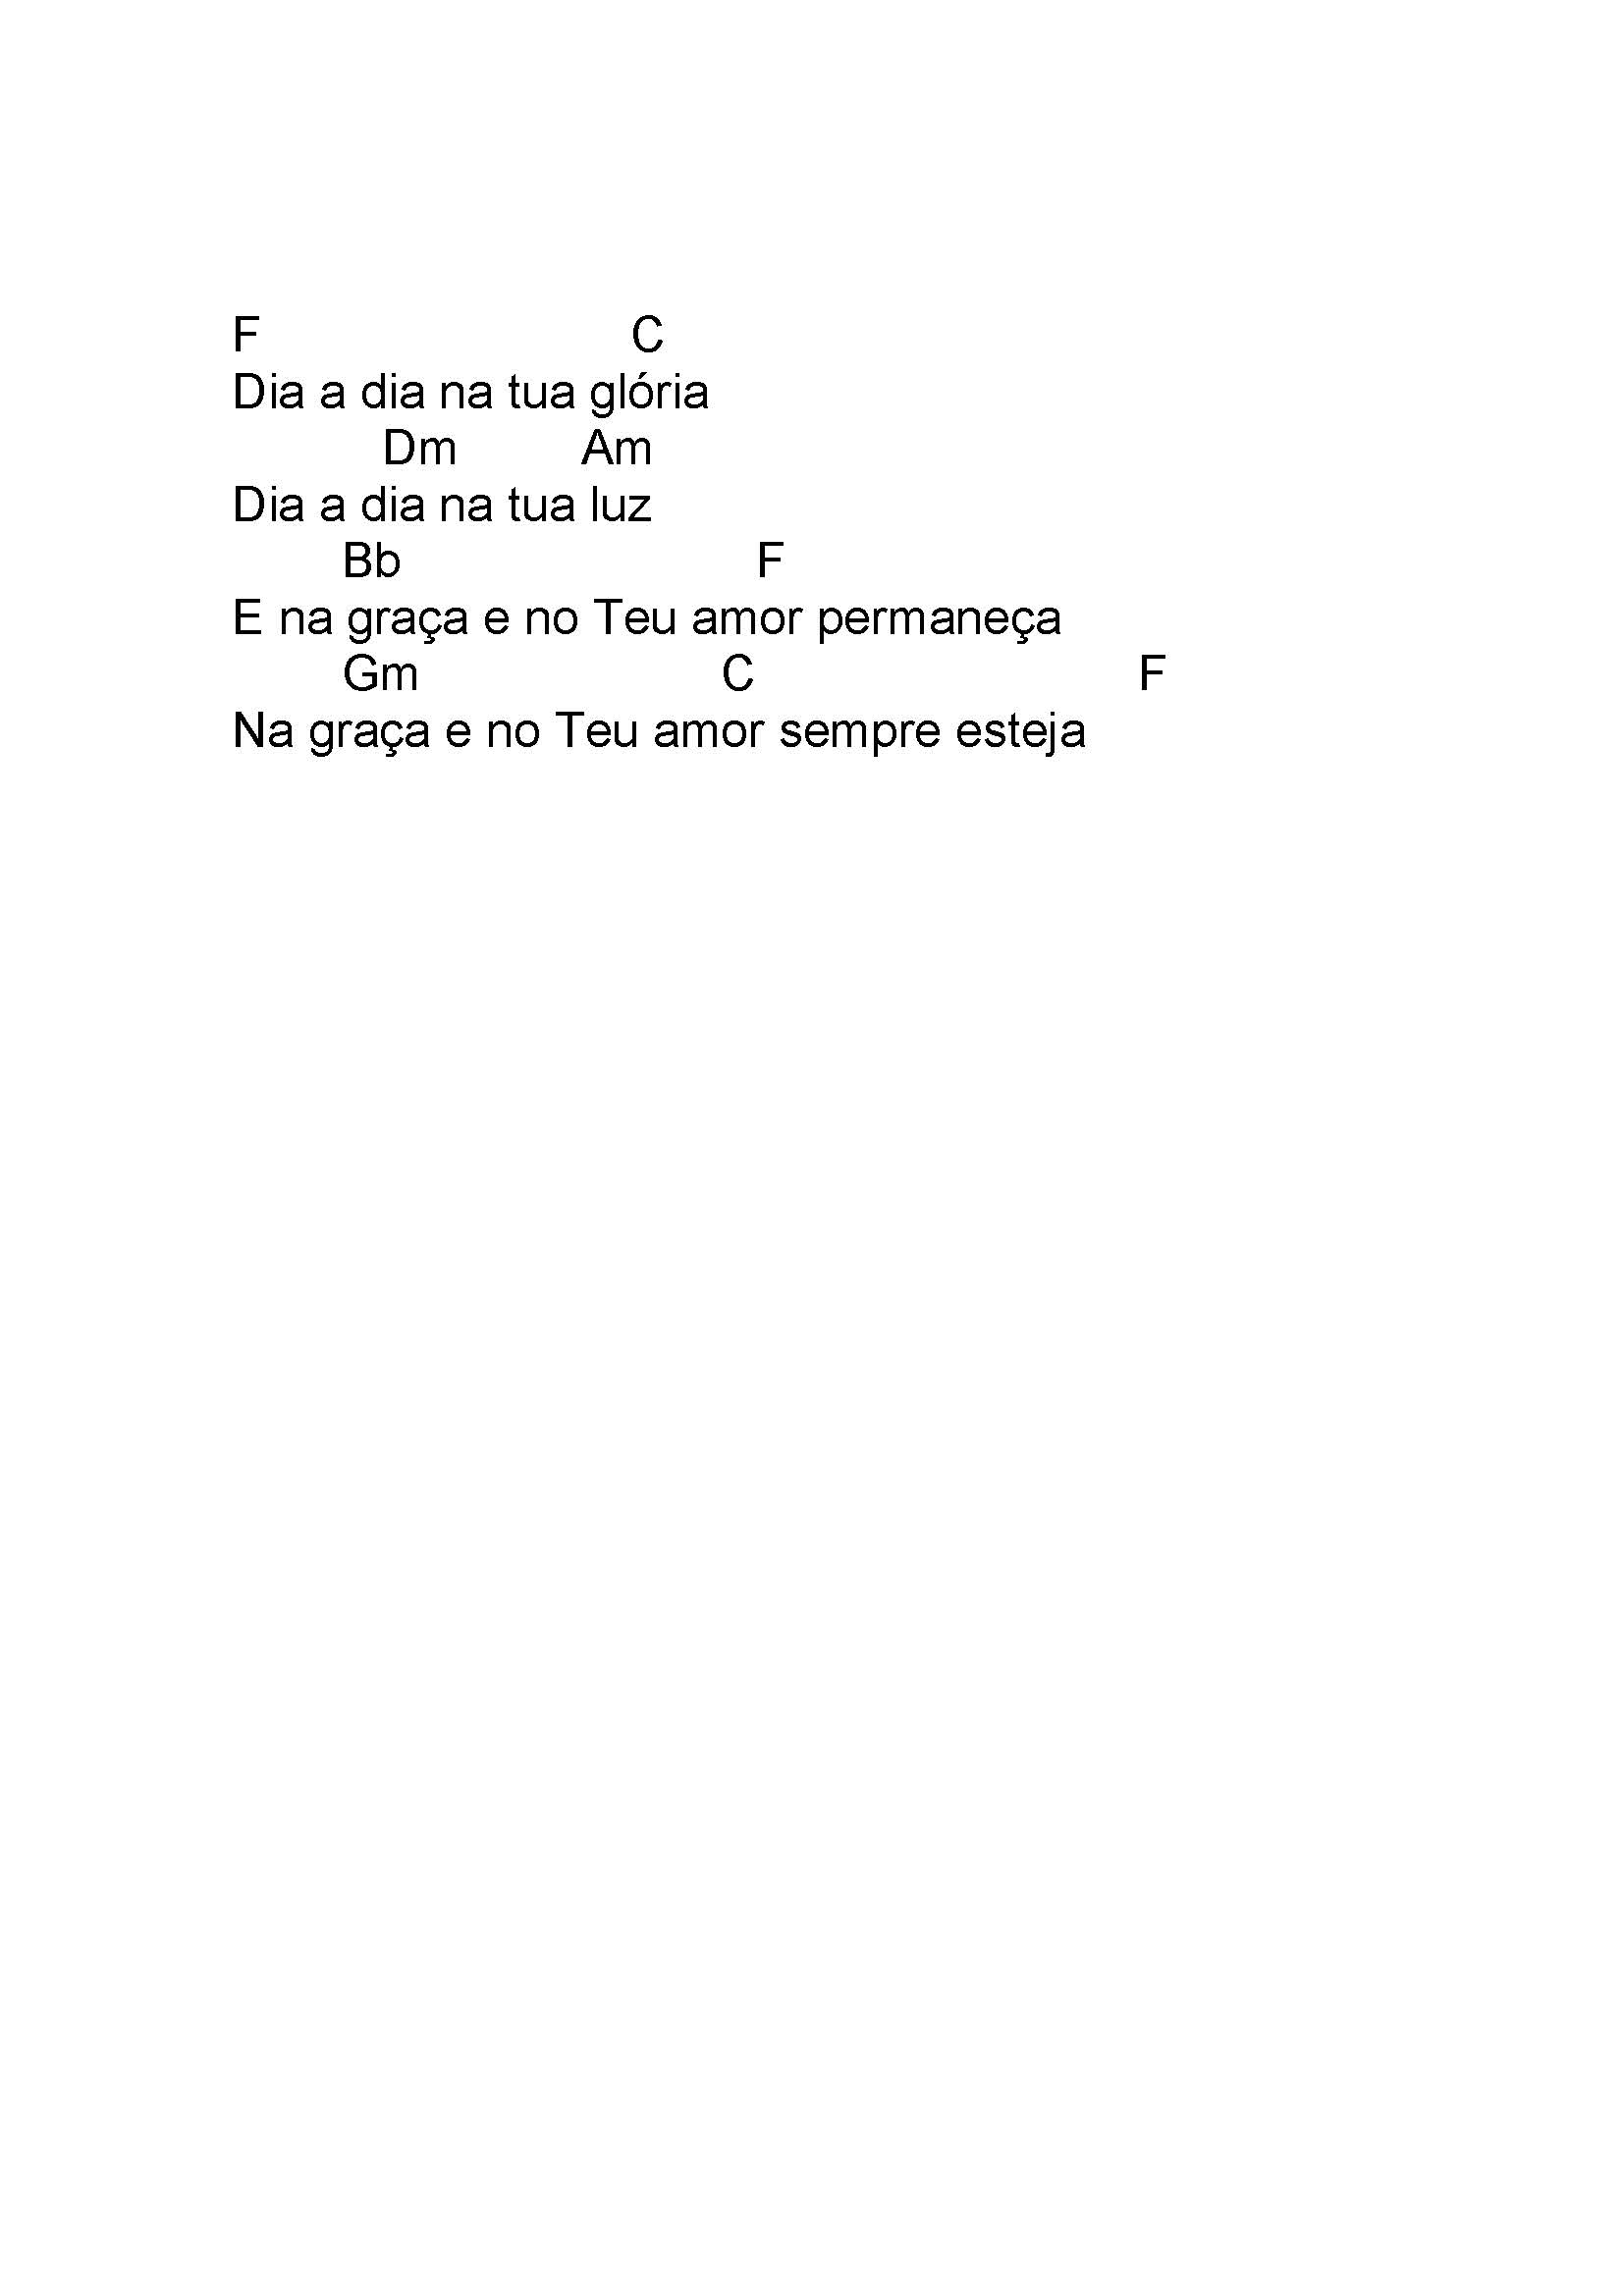 F C
Dia a dia na tua glória
Dm Am
Dia a dia na tua luz
Bb F
E na graça e no Teu amor permaneça
Gm C F
Na graça e no Teu amor sempre esteja